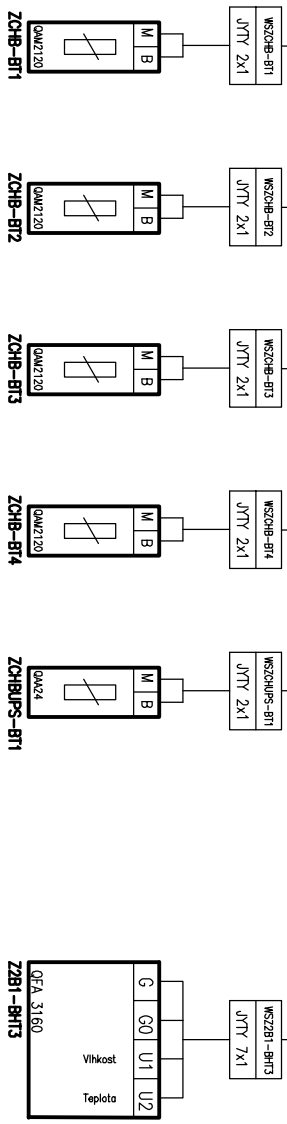 WSZCHB-BT1
JYTY 2x1
M
B
QAM2120
ZCHB-BT1
WSZCHB-BT2
JYTY 2x1
M
B
QAM2120
ZCHB-BT2
WSZCHB-BT3
JYTY 2x1
M
B
QAM2120
ZCHB-BT3
WSZCHB-BT4
JYTY 2x1
M
B
QAM2120
ZCHB-BT4
WSZCHUPS-BT1
JYTY 2x1
M
B
QAA24
ZCHBUPS-BT1
WSZ2B1-BHT3
JYTY 7x1
G
G0
U1
U2
Vlhkost
Teplota
QFA 3160
Z2B1-BHT3